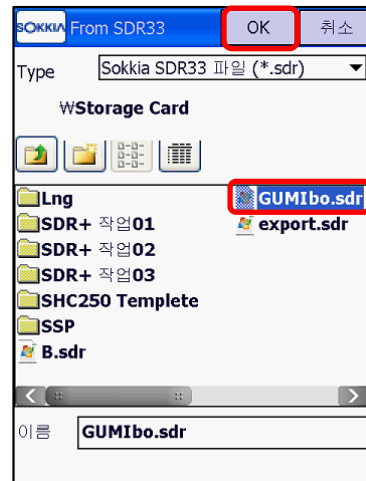 SOKKIA From SDR33 OK 취소
Type Sokkia SDR33 파일 (*.sdr)
₩Storage Card
Lng
SDR+ 작업01
SDR+ 작업02
SDR+ 작업03
SHC250 Templete
SSP
B.sdr
GUMIbo.sdr
export.sdr
이름 GUMIbo.sdr